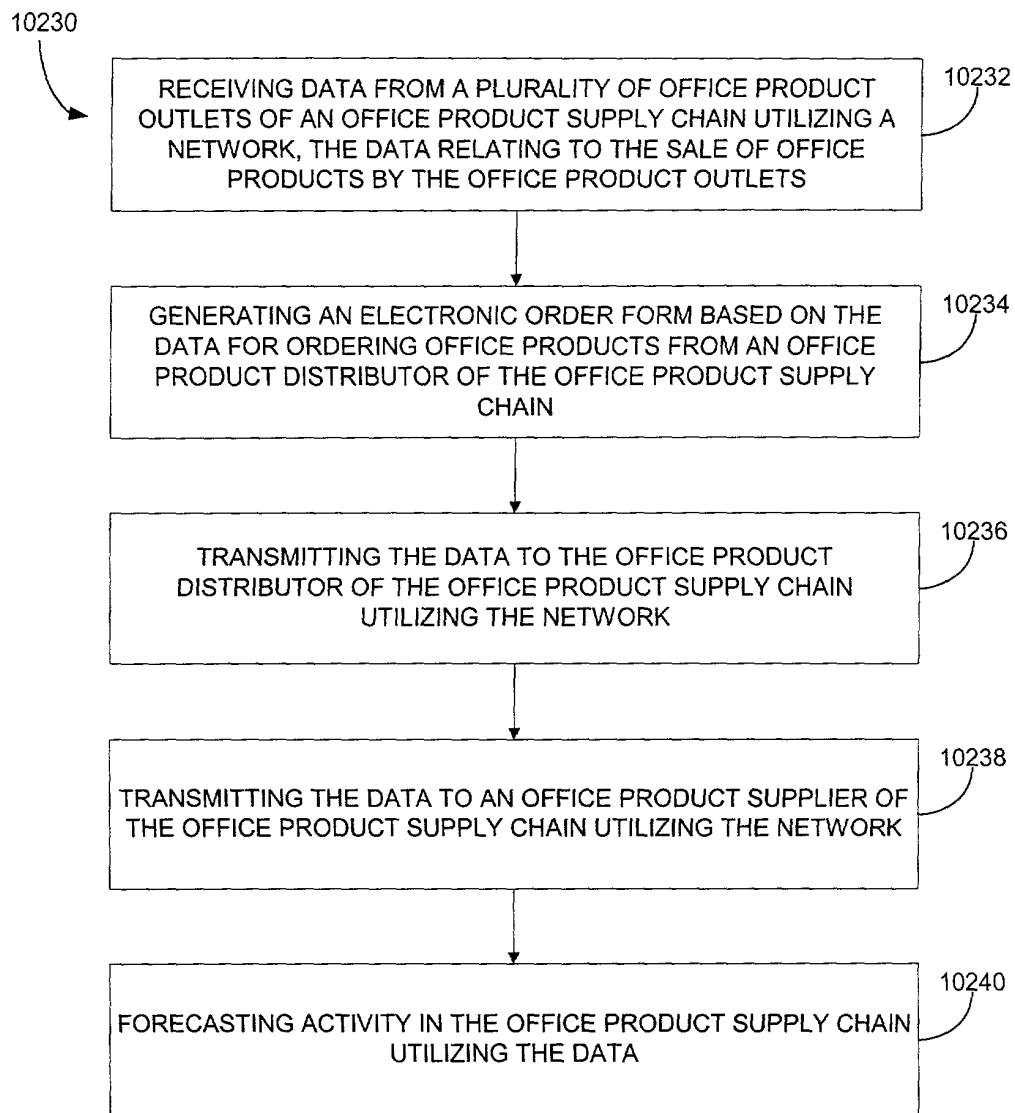 10230
10232
RECEIVING DATA FROM A PLURALITY OF OFFICE PRODUCT
OUTLETS OF AN OFFICE PRODUCT SUPPLY CHAIN UTILIZING A
NETWORK, THE DATA RELATING TO THE SALE OF OFFICE
PRODUCTS BY THE OFFICE PRODUCT OUTLETS
10234
GENERATING AN ELECTRONIC ORDER FORM BASED ON THE
DATA FOR ORDERING OFFICE PRODUCTS FROM AN OFFICE
PRODUCT DISTRIBUTOR OF THE OFFICE PRODUCT SUPPLY
CHAIN
10236
TRANSMITTING THE DATA TO THE OFFICE PRODUCT
DISTRIBUTOR OF THE OFFICE PRODUCT SUPPLY CHAIN
UTILIZING THE NETWORK
10238
TRANSMITTING THE DATA TO AN OFFICE PRODUCT SUPPLIER OF
THE OFFICE PRODUCT SUPPLY CHAIN UTILIZING THE NETWORK
10240
FORECASTING ACTIVITY IN THE OFFICE PRODUCT SUPPLY CHAIN
UTILIZING THE DATA